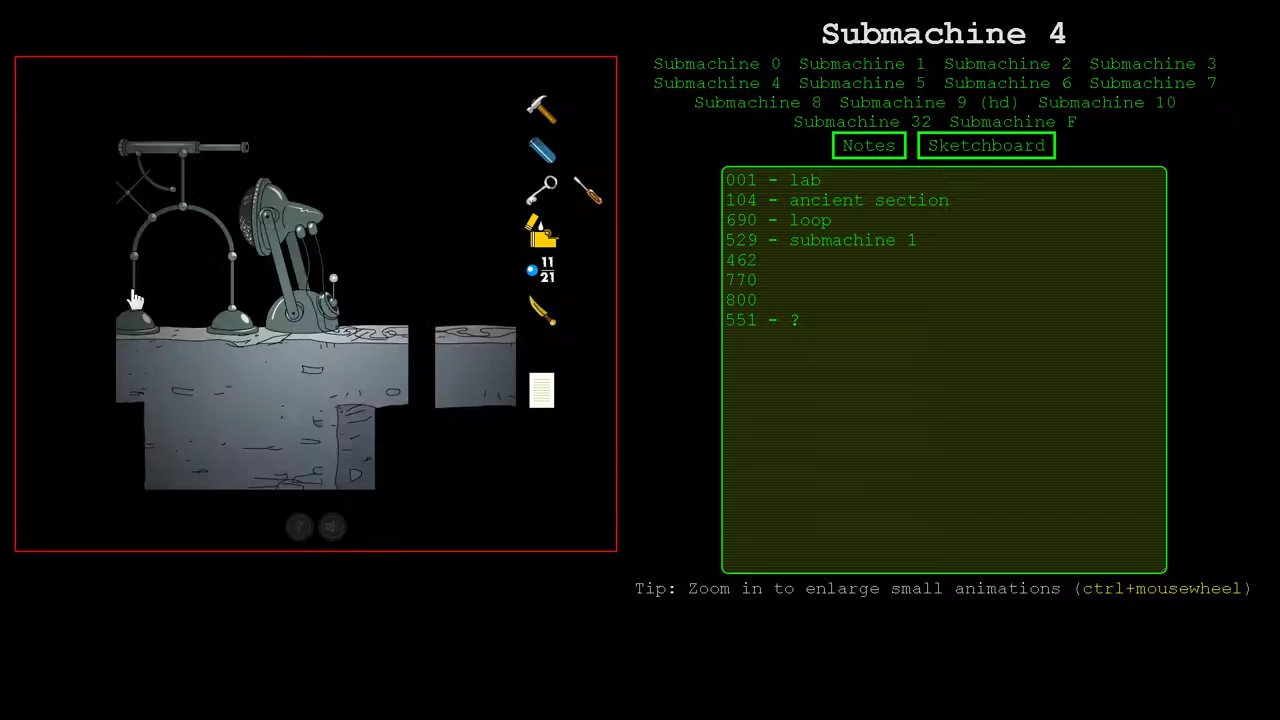 Submachine 4
Submachine 0 Submachine 1 Submachine 2 Submachine 3
Submachine 4 Submachine 5 Submachine 6 Submachine 7
Submachine 8 Submachine 9 (hd) Submachine 10
Submachine 32 Submachine F
Notes Sketchboard
001 - lab
104 - ancient section
690 - loop
529 - submachine 1
462
770
800
551 - ?
11
21
?
Tip: Zoom in to enlarge small animations (ctrl+mousewheel)